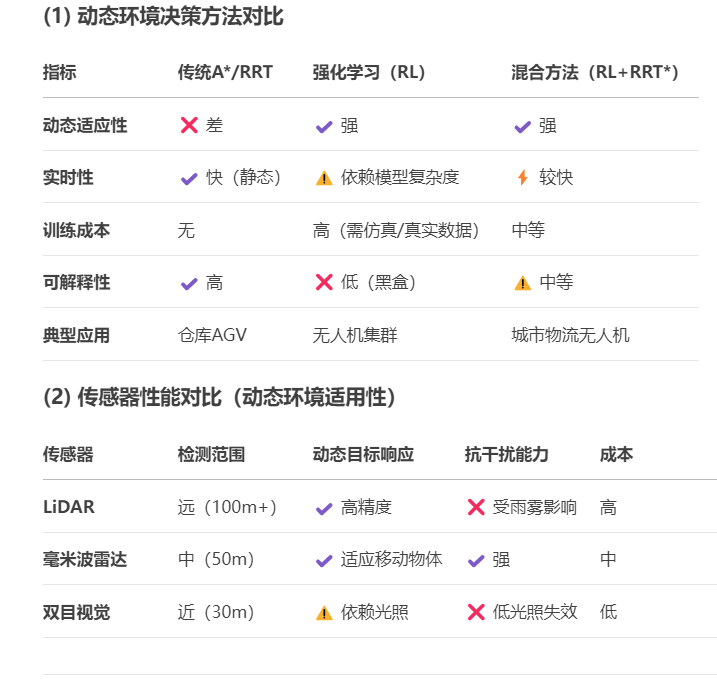 (1) 动态环境决策方法对比
指标 传统A*/RRT 强化学习（RL） 混合方法（RL+RRT*）
动态适应性 ❌ 差 ✔ 强 ✔ 强
实时性 ✔ 快（静态） ⚠ 依赖模型复杂度 ⚡ 较快
训练成本 无 高（需仿真/真实数据） 中等
可解释性 ✔ 高 ❌ 低（黑盒） ⚠ 中等
典型应用 仓库AGV 无人机集群 城市物流无人机
(2) 传感器性能对比（动态环境适用性）
传感器 检测范围 动态目标响应 抗干扰能力 成本
LiDAR 远（100m+） ✔ 高精度 ❌ 受雨雾影响 高
毫米波雷达 中（50m） ✔ 适应移动物体 ✔ 强 中
双目视觉 近（30m） ⚠ 依赖光照 ❌ 低光照失效 低